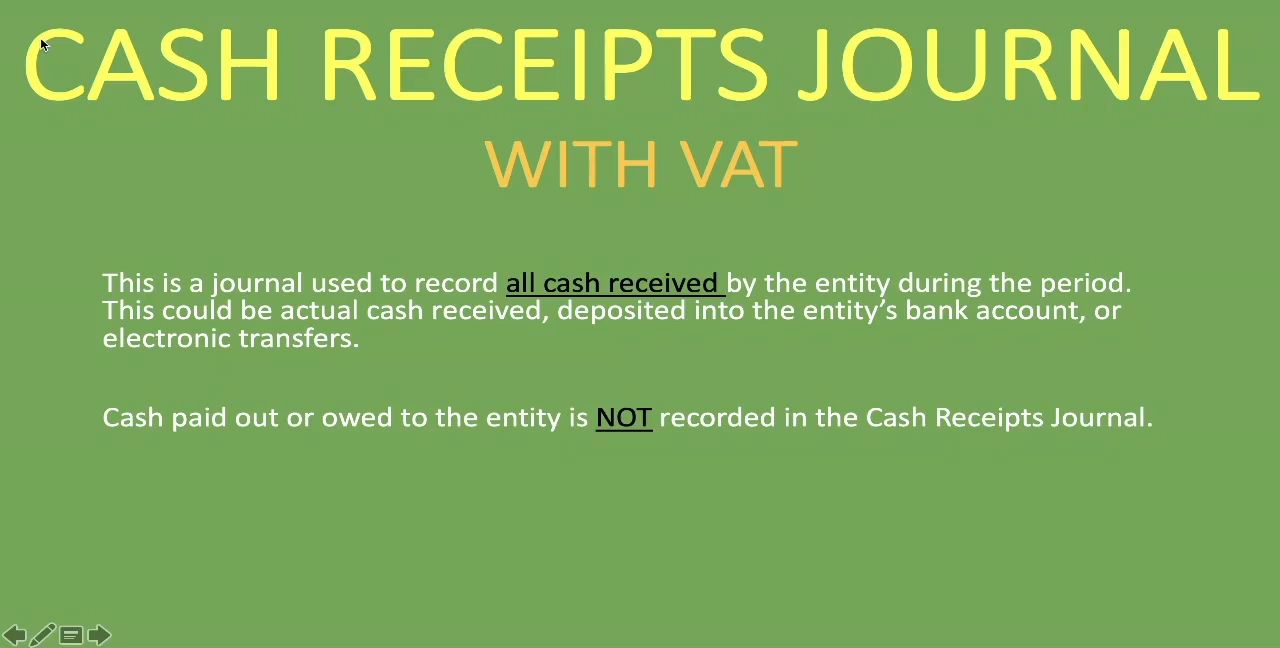 CASH RECEIPTS JOURNAL
WITH VAT
This is a journal used to record all cash received by the entity during the period.
This could be actual cash received, deposited into the entity’s bank account, or
electronic transfers.
Cash paid out or owed to the entity is NOT recorded in the Cash Receipts Journal.